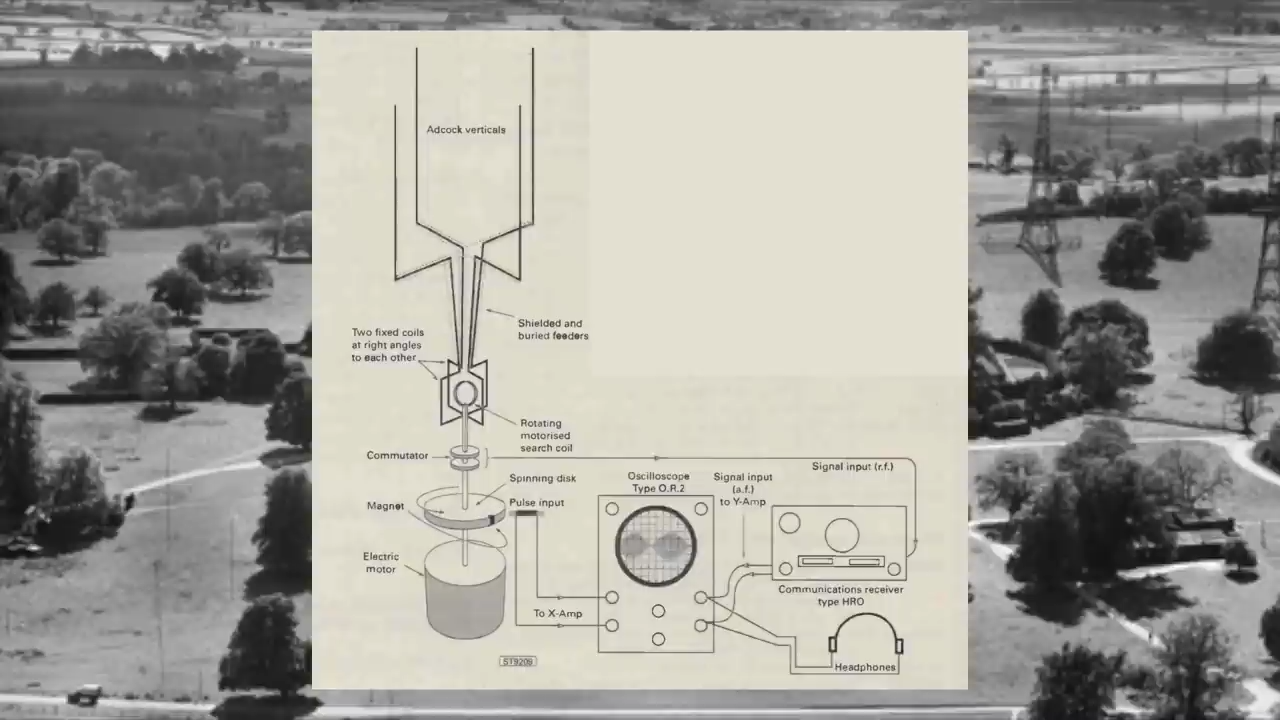 Adcock verticals
Shielded and
buried feeders
Two fixed coils
at right angles
to each other
Rotating
motorised
search coil
Commutator
Signal input (r.f.)
Spinning disk
Oscilloscope
Type O.R.2
Signal input
(a.f.)
to Y-Amp
Magnet
Pulse input
Electric
motor
To X-Amp
Communications receiver
type HRO
Headphones
ST9209